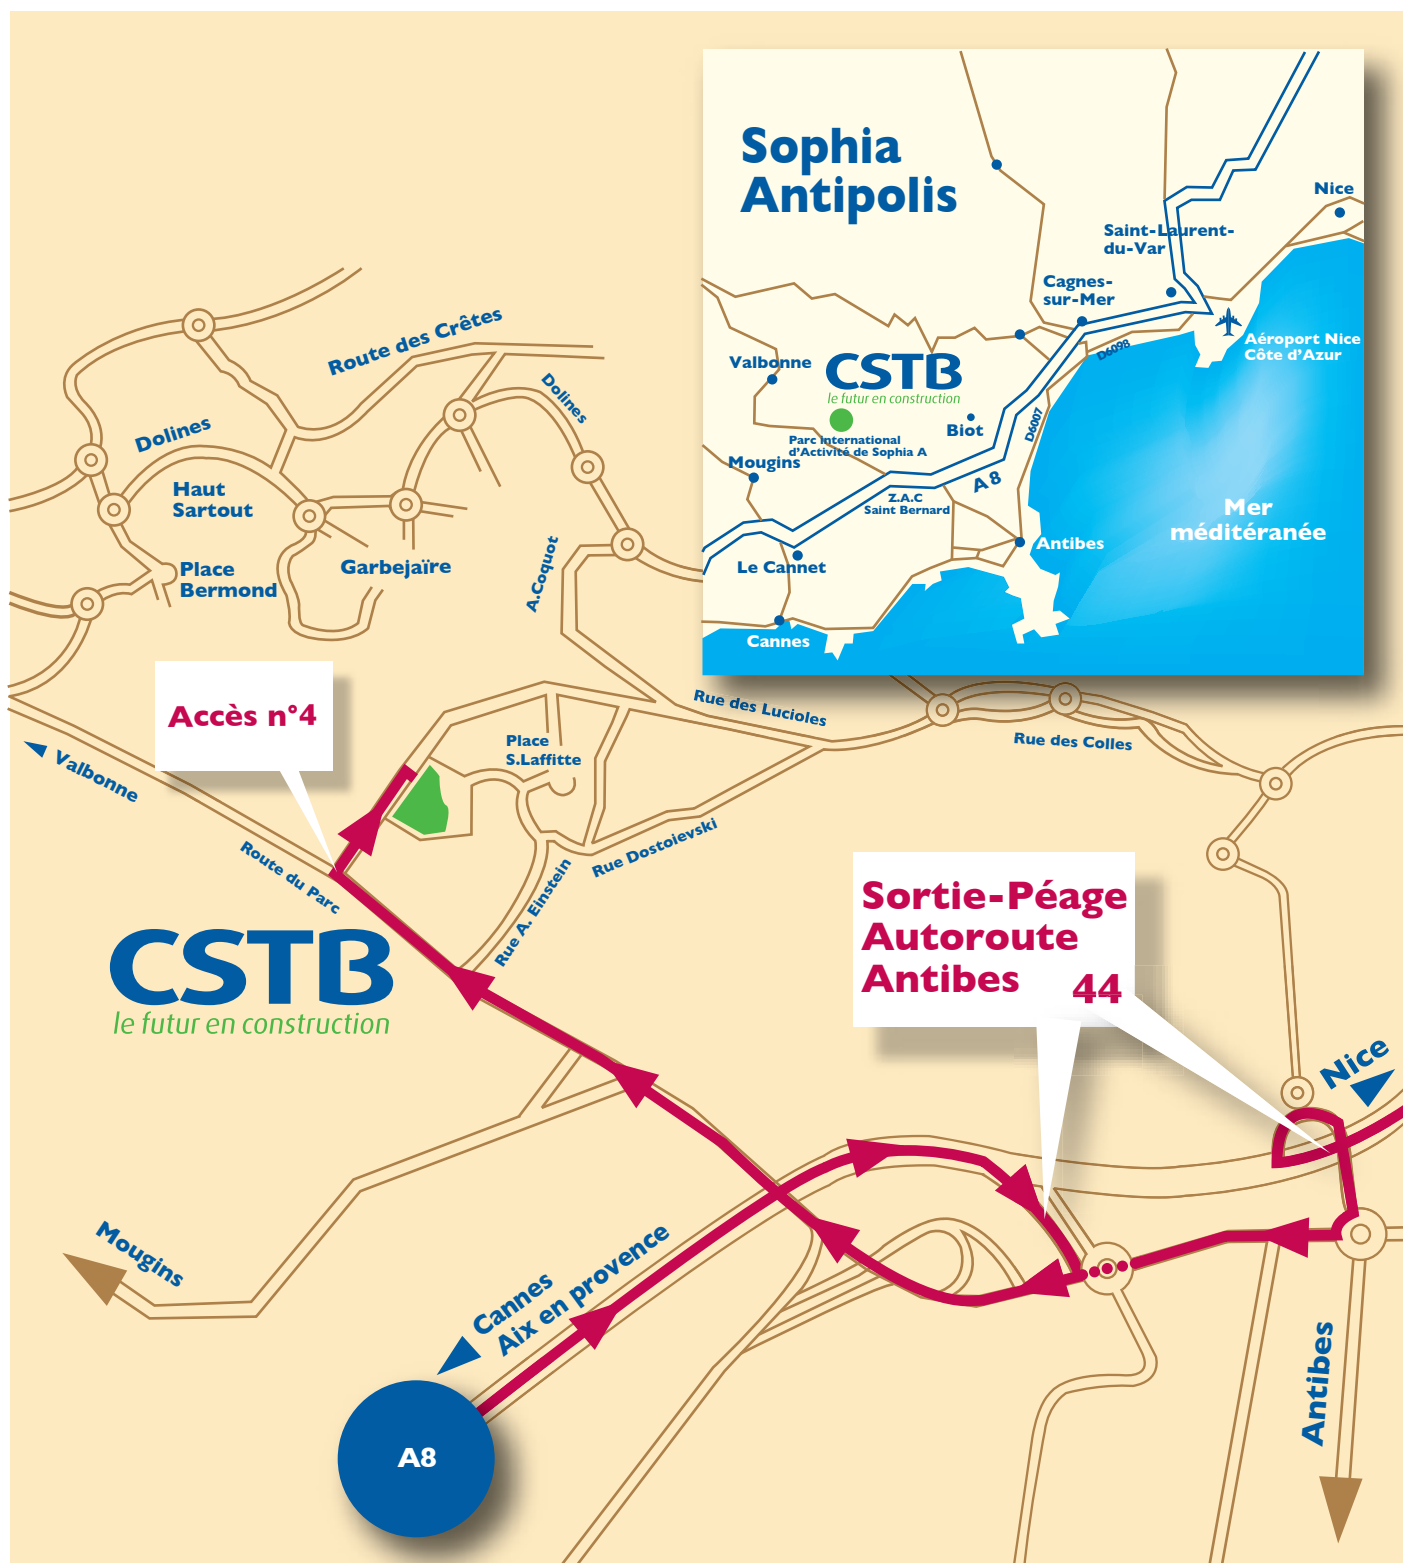 Sophia
Antipolis
Nice
Saint-Laurent-
du-Var
Cagnes-
sur-Mer
Aéroport Nice
Côte d'Azur
D6098
Valbonne
CSTB
le futur en construction
D6007
Biot
Parc international
d'Activité de Sophia A
Mougins
A 8
Z.A.C
Saint Bernard
Mer
méditéranée
Antibes
Le Cannet
Cannes
Route des Crêtes
Dolines
Dolines
Haut
Sartout
Place
Bermond
Garbejaïre
A.Coquot
Accès n°4
Rue des Lucioles
Rue des Colles
Place
S.Laffitte
Valbonne
Route du Parc
Rue Dostoievski
Rue A. Einstein
CSTB
le futur en construction
Sortie-Péage
Autoroute
Antibes 44
Nice
Mougins
Cannes
Aix en provence
Antibes
A8